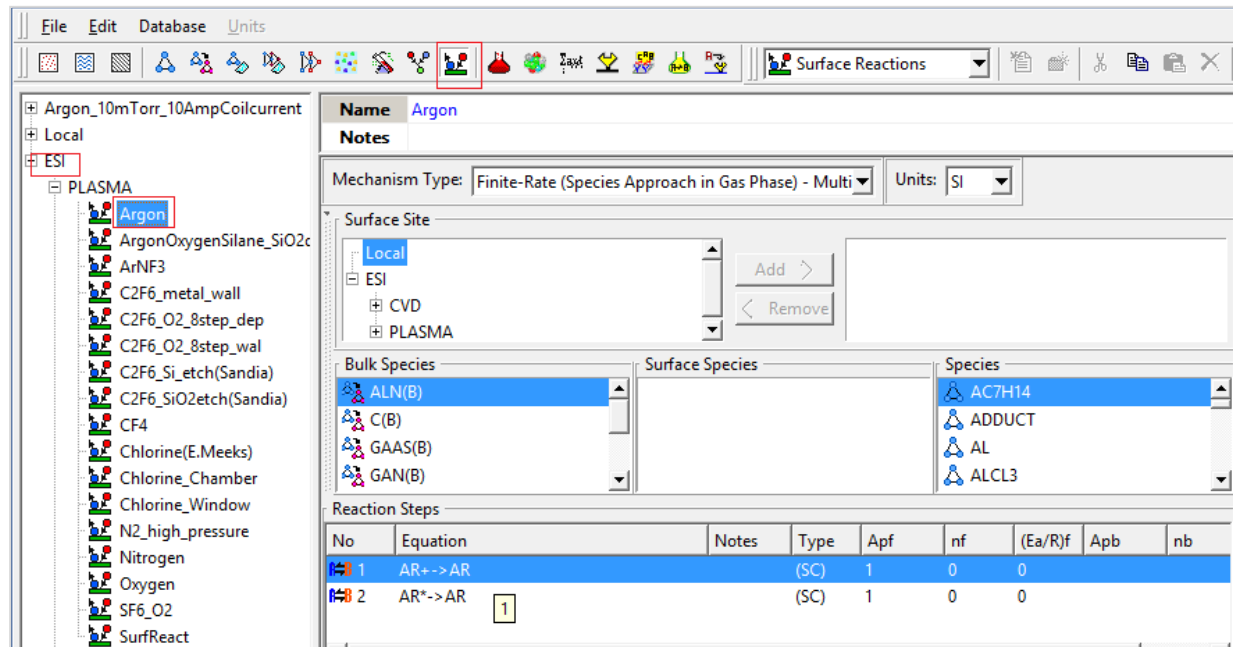 File Edit Database Units
Surface Reactions
Argon_10mTorr_10AmpCoilcurrent
Local
ESI
PLASMA
Argon
ArgonOxygenSilane_SiO2c
ArNF3
C2F6_metal_wall
C2F6_O2_8step_dep
C2F6_O2_8step_wal
C2F6_Si_etch(Sandia)
C2F6_SiO2etch(Sandia)
CF4
Chlorine(E.Meeks)
Chlorine_Chamber
Chlorine_Window
N2_high_pressure
Nitrogen
Oxygen
SF6_O2
SurfReact
Name Argon
Notes
Mechanism Type: Finite-Rate (Species Approach in Gas Phase) - Multi Units: SI
Surface Site
Local
ESI
CVD
PLASMA
Add
Remove
Bulk Species
ALN(B)
C(B)
GAAS(B)
GAN(B)
Surface Species
Species
AC7H14
ADDUCT
AL
ALCL3
Reaction Steps
No Equation Notes Type Apf nf (Ea/R)f Apb nb
1 AR+->AR (SC) 1 0 0
2 AR*->AR (SC) 1 0 0
1